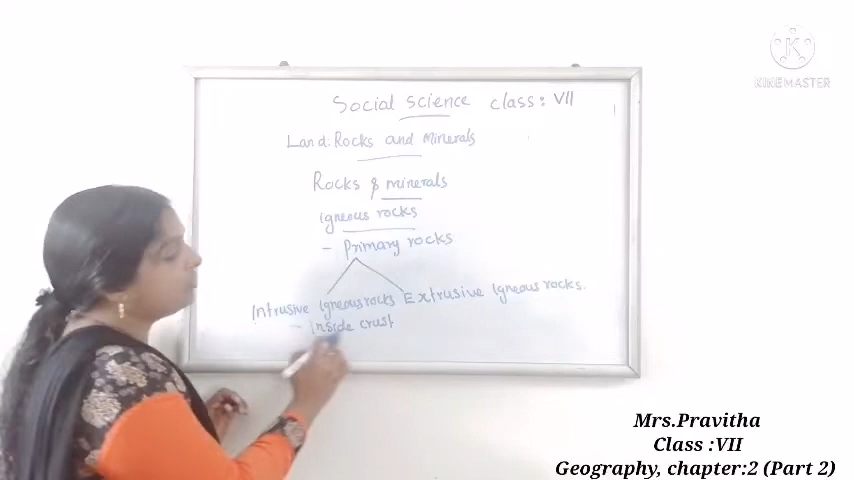 KINEMASTER
Social science class: VII
Land: Rocks and Minerals
Rocks & minerals
Igneous rocks
- Primary rocks
Intrusive Igneous rocks Extrusive Igneous rocks.
- Inside crust
Mrs.Pravitha
Class :VII
Geography, chapter:2 (Part 2)